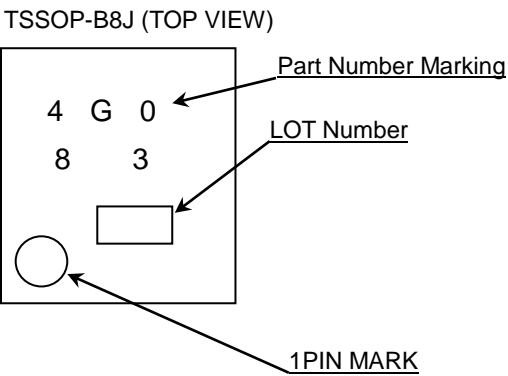 TSSOP-B8J (TOP VIEW)
Part Number Marking
4 G 0
LOT Number
8 3
1PIN MARK